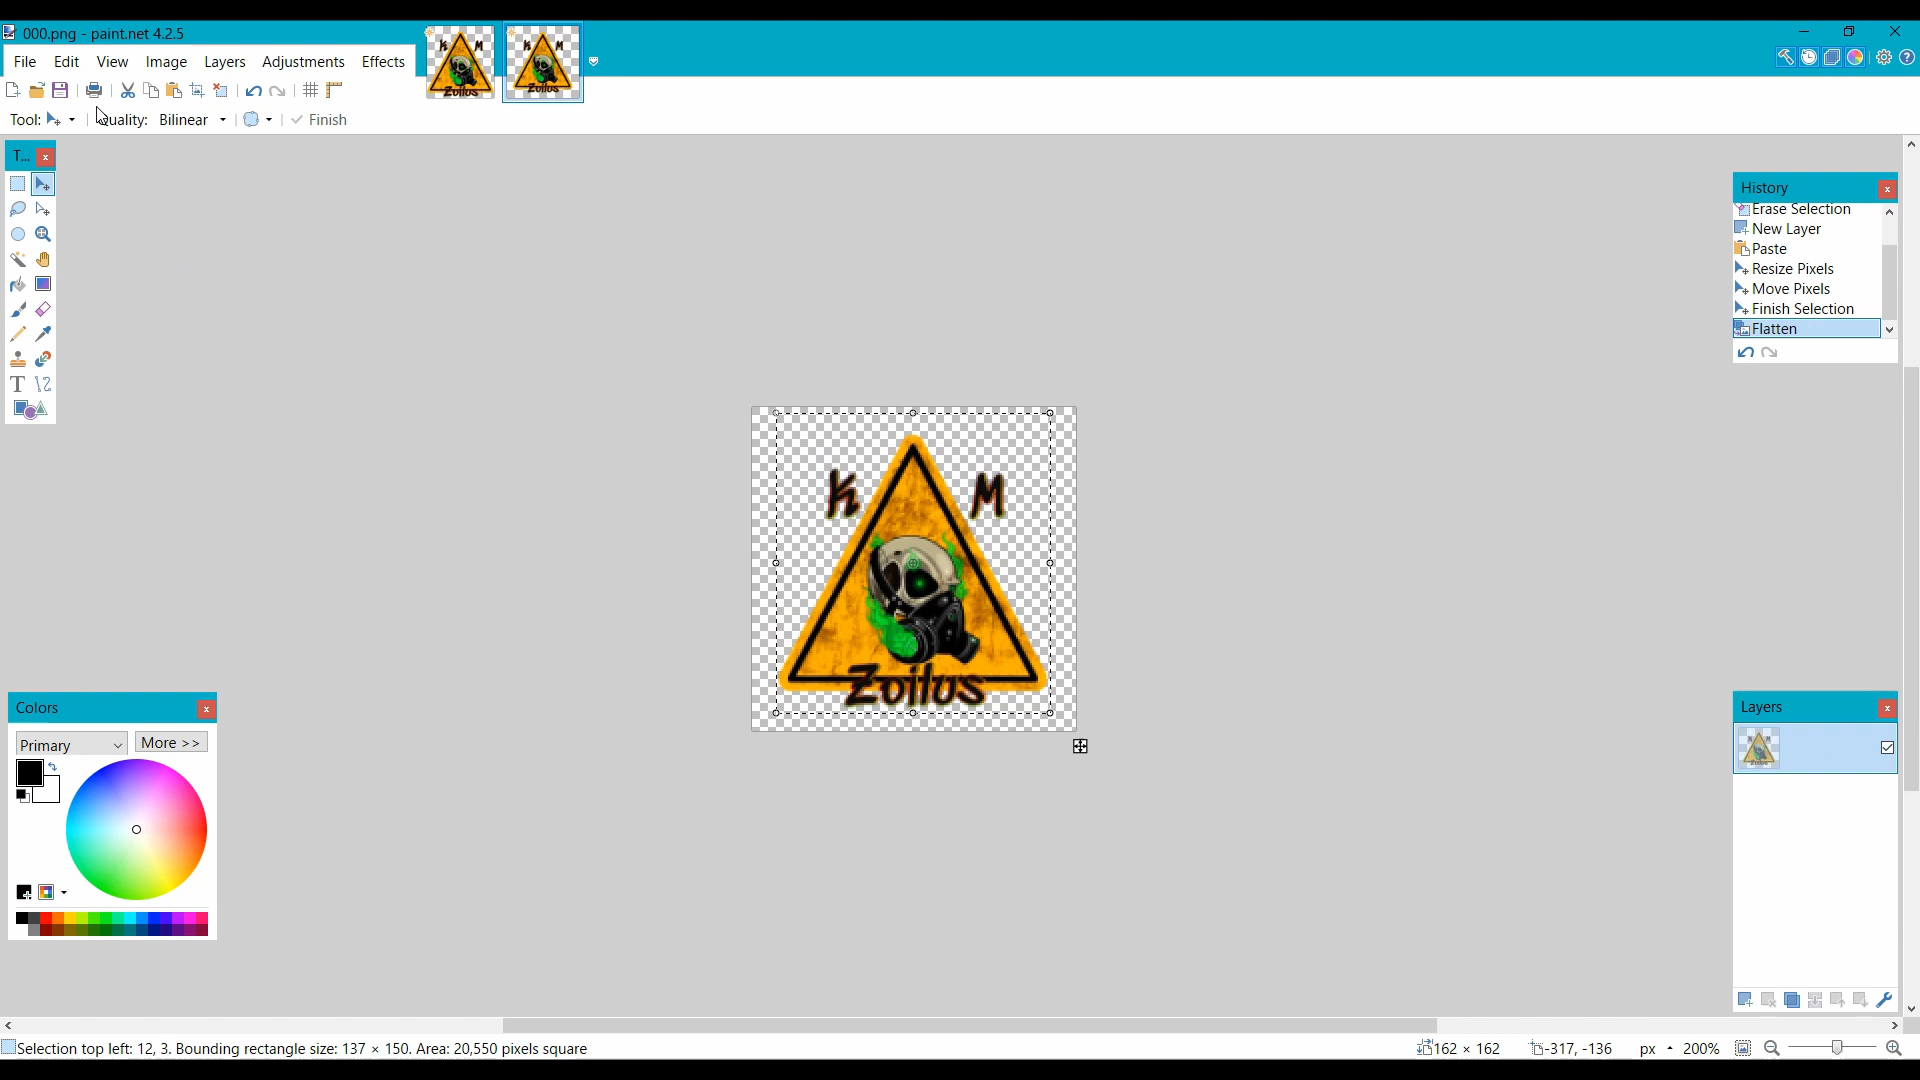 000.png - paint.net 4.2.5
File Edit View Image Layers Adjustments Effects
Tool: Quality: Bilinear Finish
T...
History
Erase Selection
New Layer
Paste
Resize Pixels
Move Pixels
Finish Selection
Flatten
K M
Zoilus
Colors
Primary More >>
Layers
Selection top left: 12, 3. Bounding rectangle size: 137 × 150. Area: 20,550 pixels square
162 × 162 -317, -136 px 200%